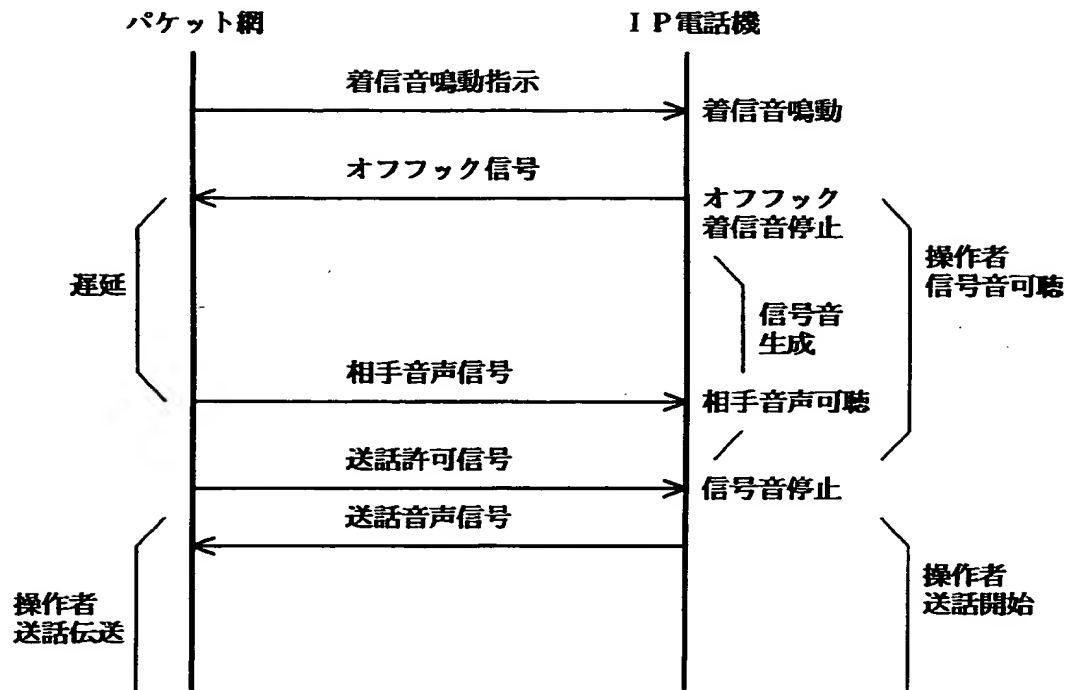 パケット網
ＩＰ電話機
着信音鳴動指示
着信音鳴動
オフフック信号
オフフック
着信音停止
操作者
信号音可聴
遅延
信号音
生成
相手音声信号
相手音声可聴
送話許可信号
信号音停止
送話音声信号
操作者
送話伝送
操作者
送話開始